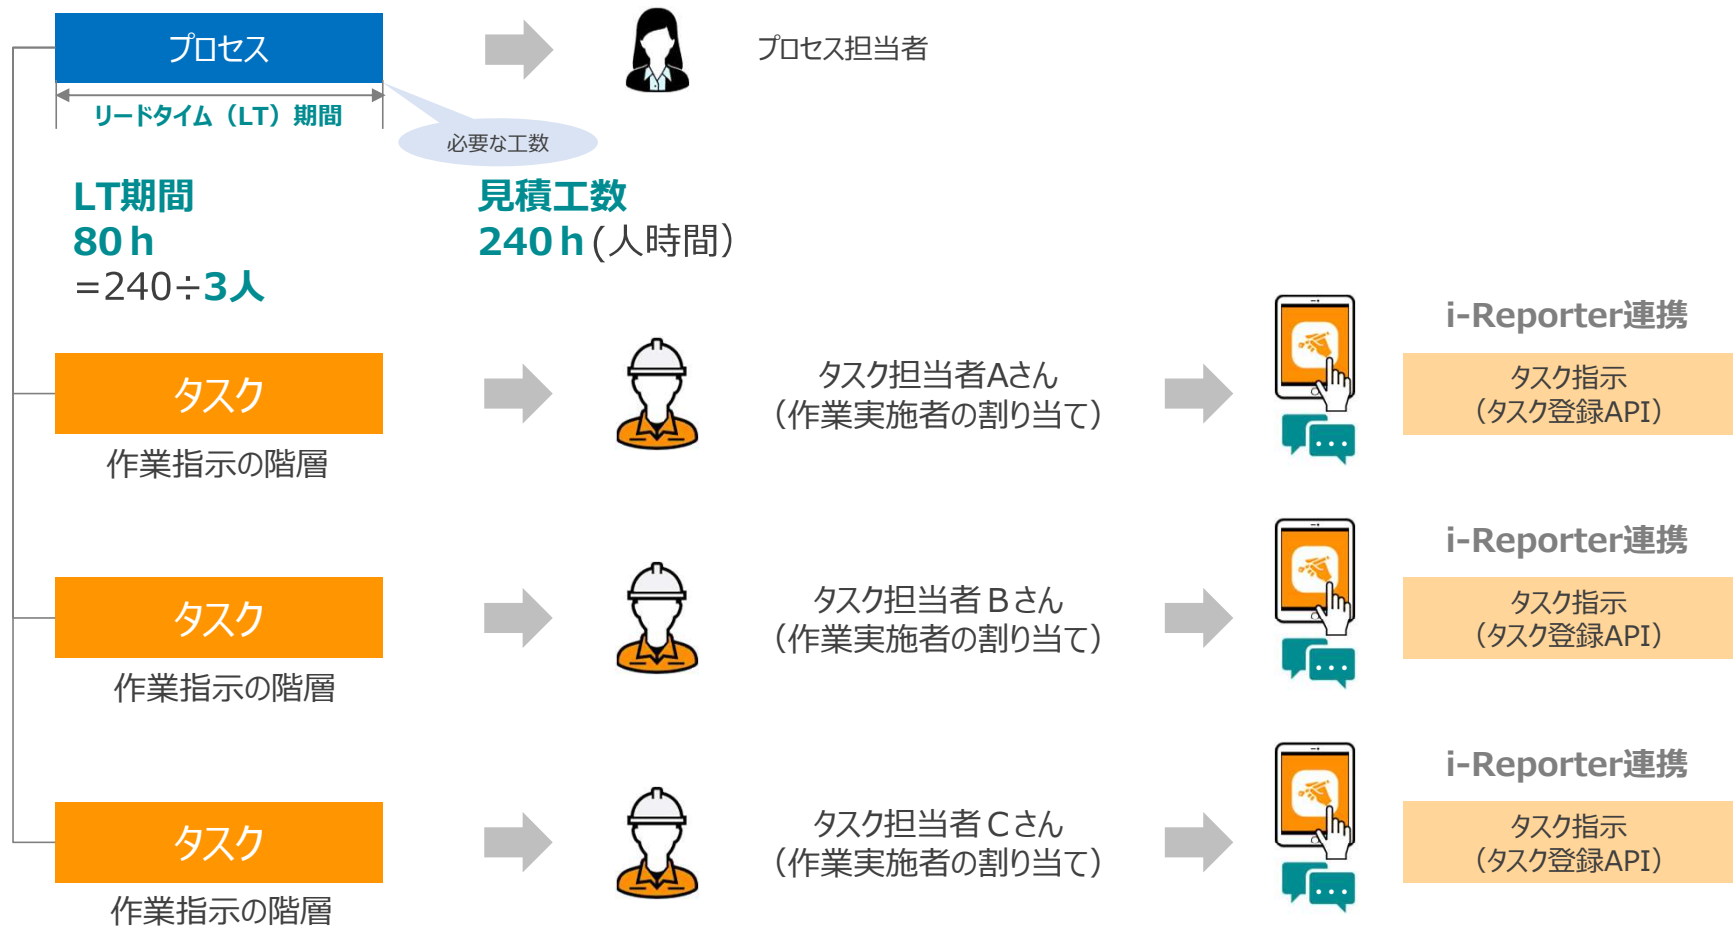 プロセス
プロセス担当者
リードタイム（LT）期間
必要な工数
LT期間
80ｈ
=240÷3人
見積工数
240ｈ(人時間）
タスク
作業指示の階層
タスク担当者Aさん
（作業実施者の割り当て）
i-Reporter連携
タスク指示
（タスク登録API）
タスク
作業指示の階層
タスク担当者Ｂさん
（作業実施者の割り当て）
i-Reporter連携
タスク指示
（タスク登録API）
タスク
作業指示の階層
タスク担当者Ｃさん
（作業実施者の割り当て）
i-Reporter連携
タスク指示
（タスク登録API）